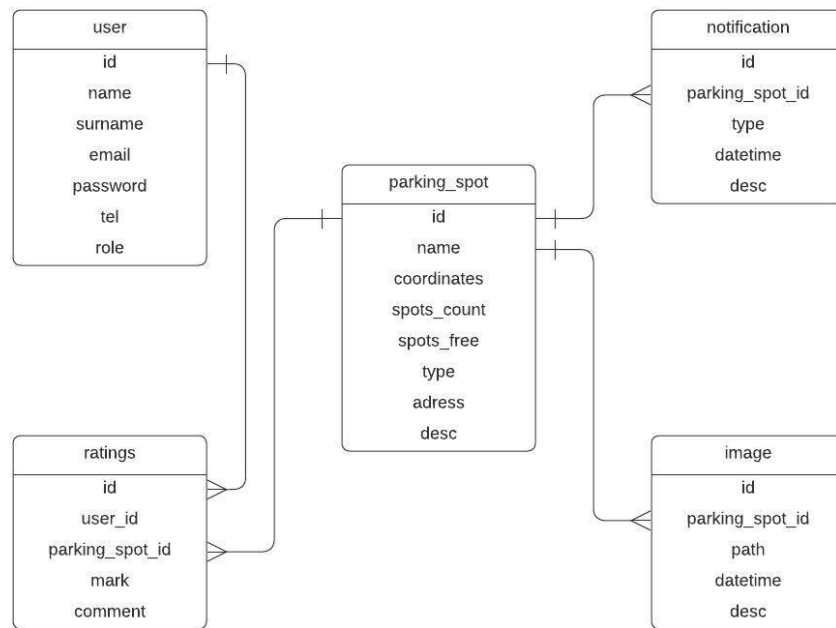 user
id
name
surname
email
password
tel
role
ratings
id
user_id
parking_spot_id
mark
comment
parking_spot
id
name
coordinates
spots_count
spots_free
type
adress
desc
notification
id
parking_spot_id
type
datetime
desc
image
id
parking_spot_id
path
datetime
desc